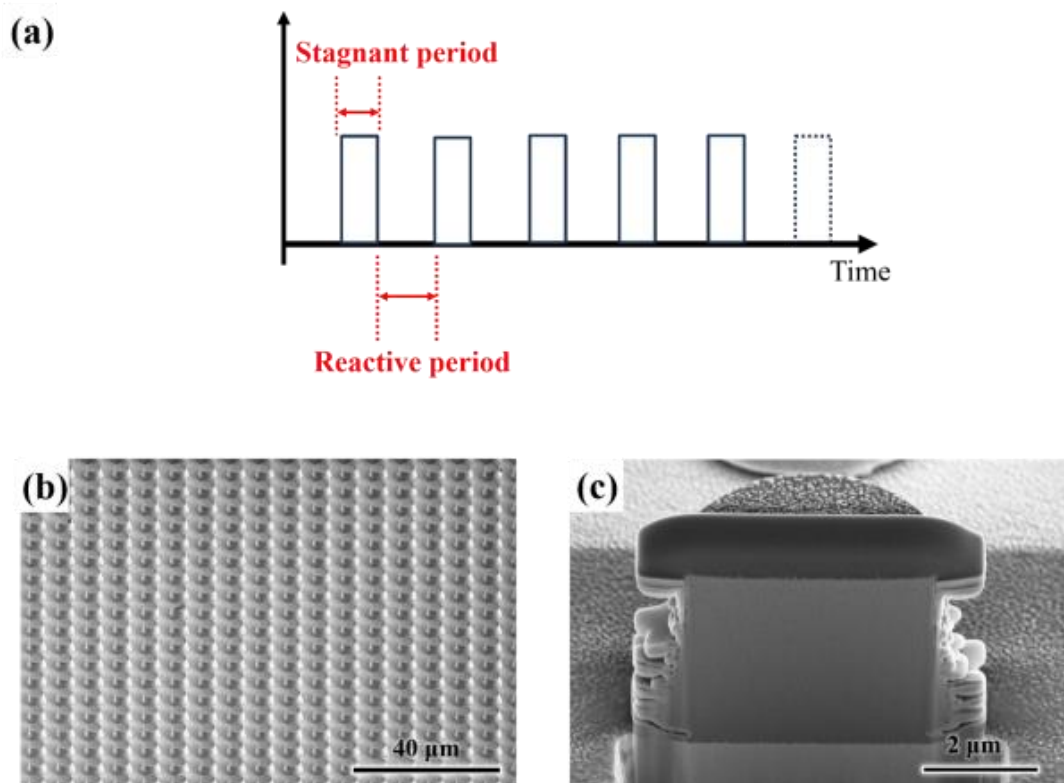 (a)
Stagnant period
Time
Reactive period
(b)
40 μm
(c)
2 μm